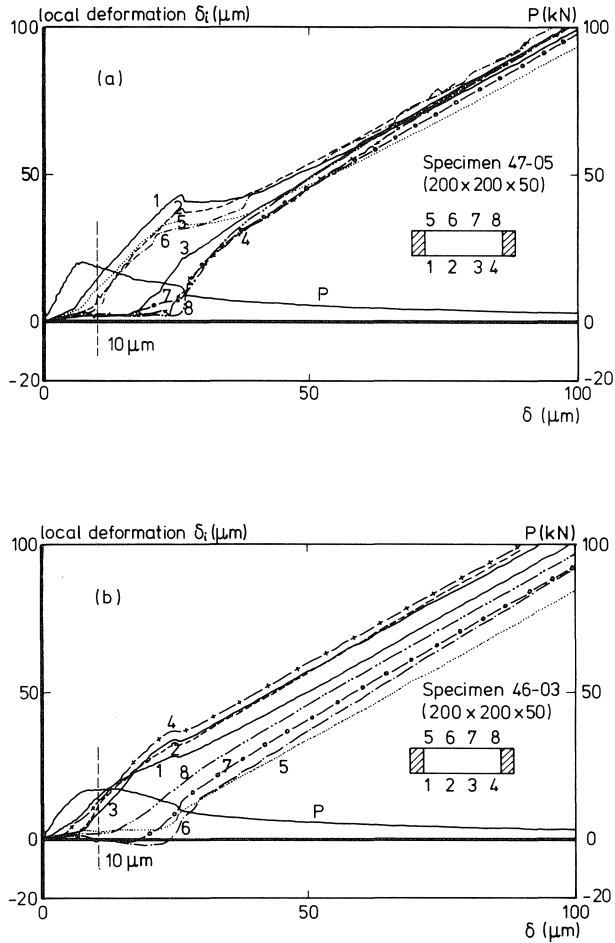 local deformation δi (μm) P(kN)
100 100
(a)
50 50
Specimen 47-05
(200 x 200 x 50)
5 6 7 8
1 2 3 4
1
2
5
6 3 4
7
8
P
0 0
10 μm
-20 -20
50 100
δ (μm)
local deformation δi (μm) P(kN)
100 100
(b)
50 50
Specimen 46-03
(200 x 200 x 50)
5 6 7 8
1 2 3 4
4
2
1 8 7 5
3
6
P
0 0
10 μm
-20 -20
0 50 100
δ (μm)